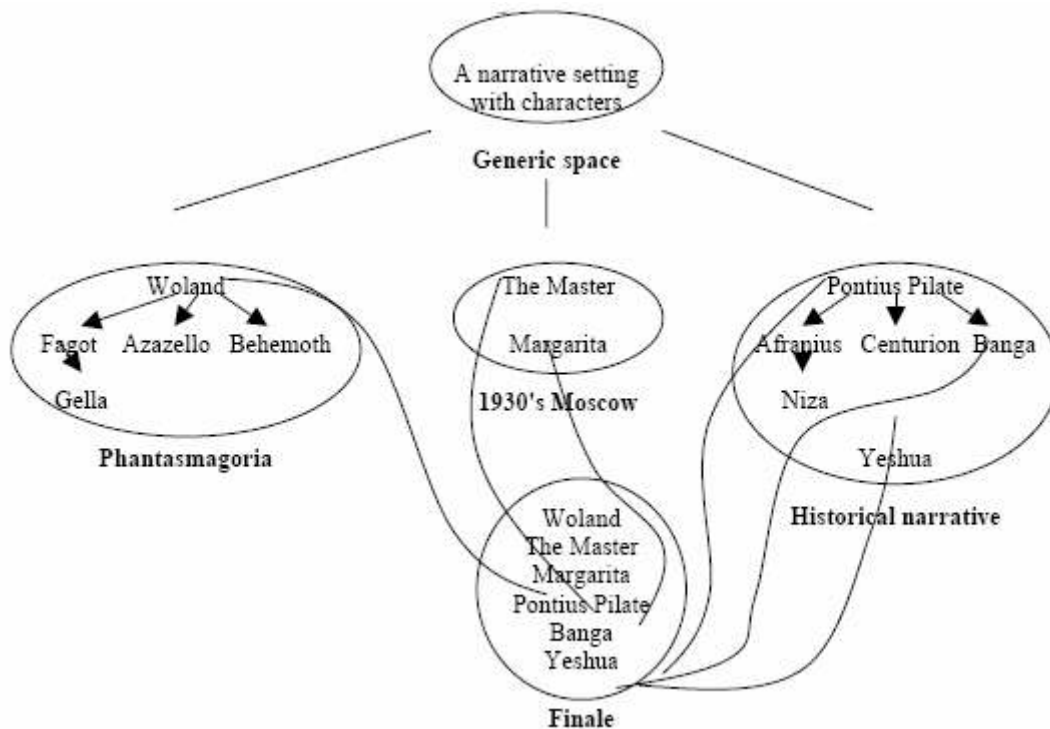 A narrative setting
with characters
Generic space
Woland
Fagot Azazello Behemoth
Gella
Phantasmagoria
The Master
Margarita
1930's Moscow
Pontius Pilate
Afranius Centurion Banga
Niza
Yeshua
Historical narrative
Woland
The Master
Margarita
Pontius Pilate
Banga
Yeshua
Finale